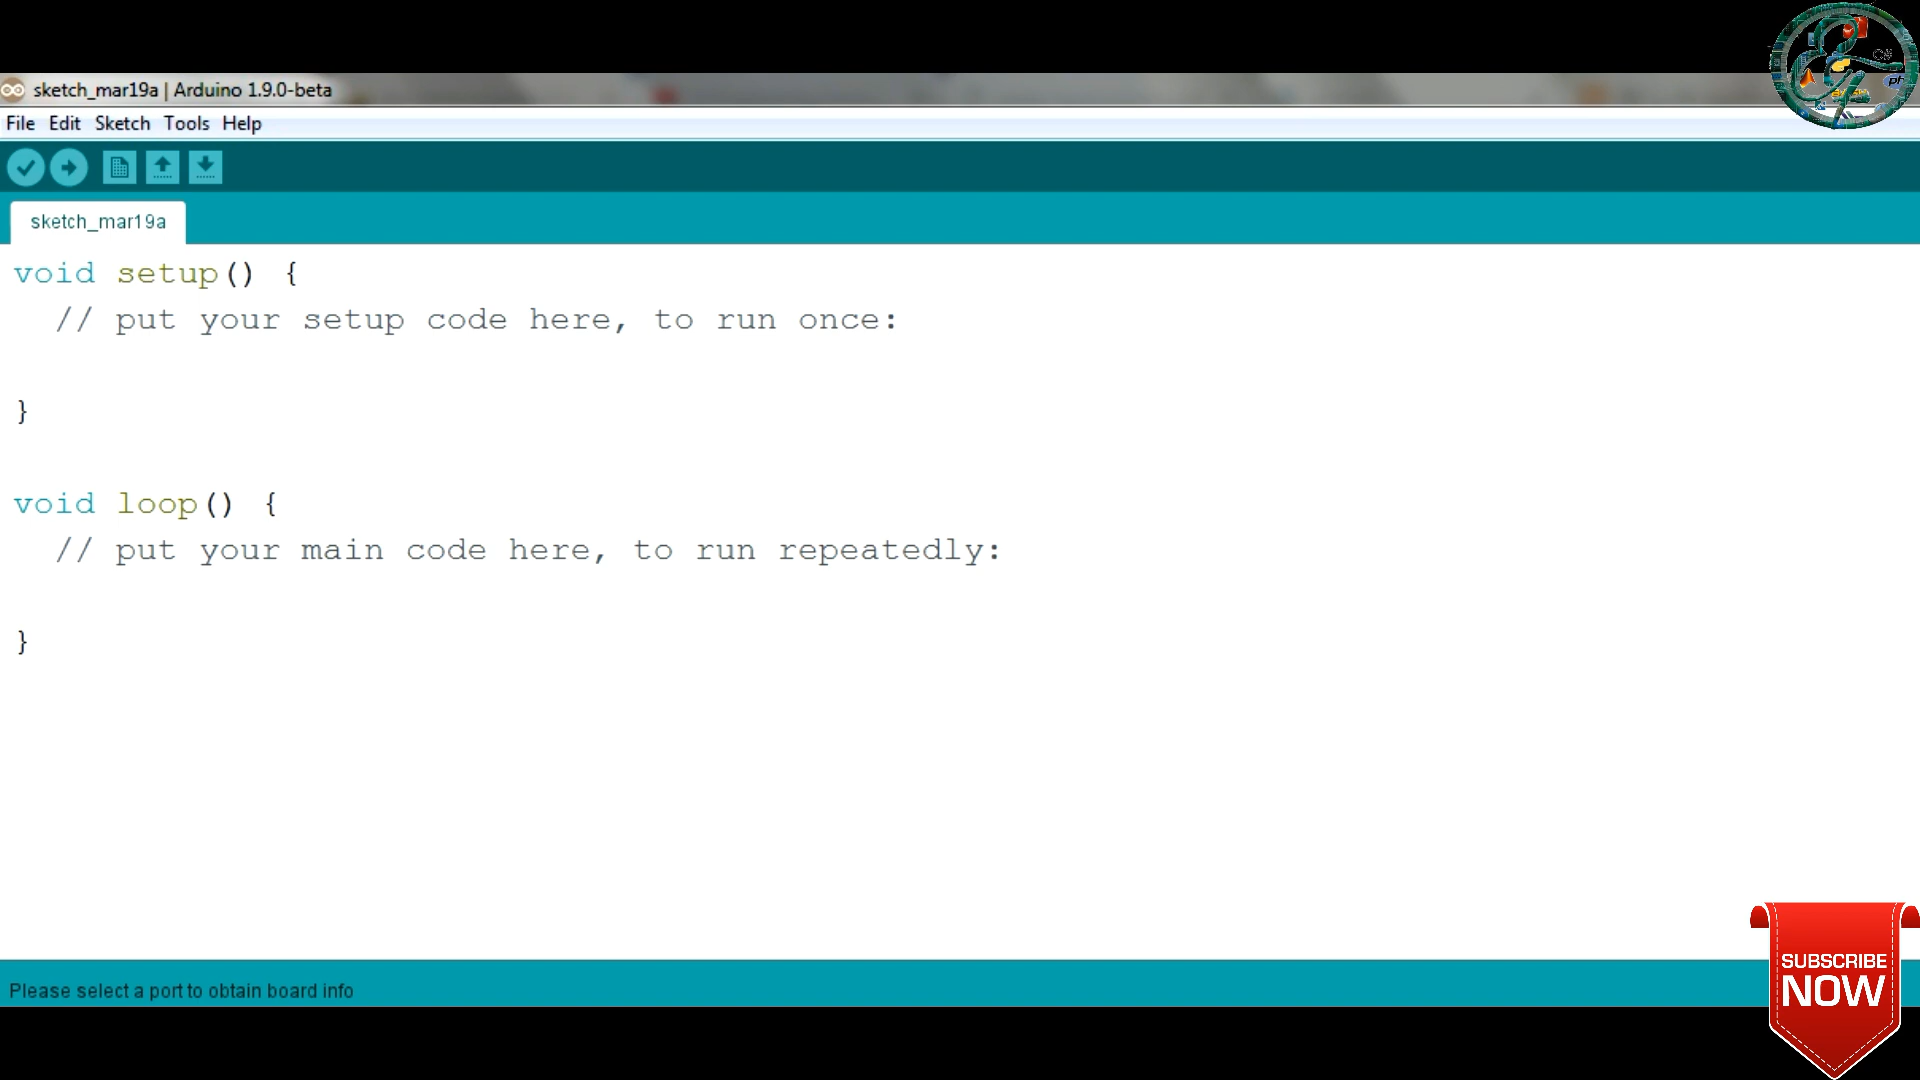 sketch_mar19a | Arduino 1.9.0-beta
File Edit Sketch Tools Help
sketch_mar19a
void setup() {
  // put your setup code here, to run once:
}
void loop() {
  // put your main code here, to run repeatedly:
}
Please select a port to obtain board info
SUBSCRIBE
NOW